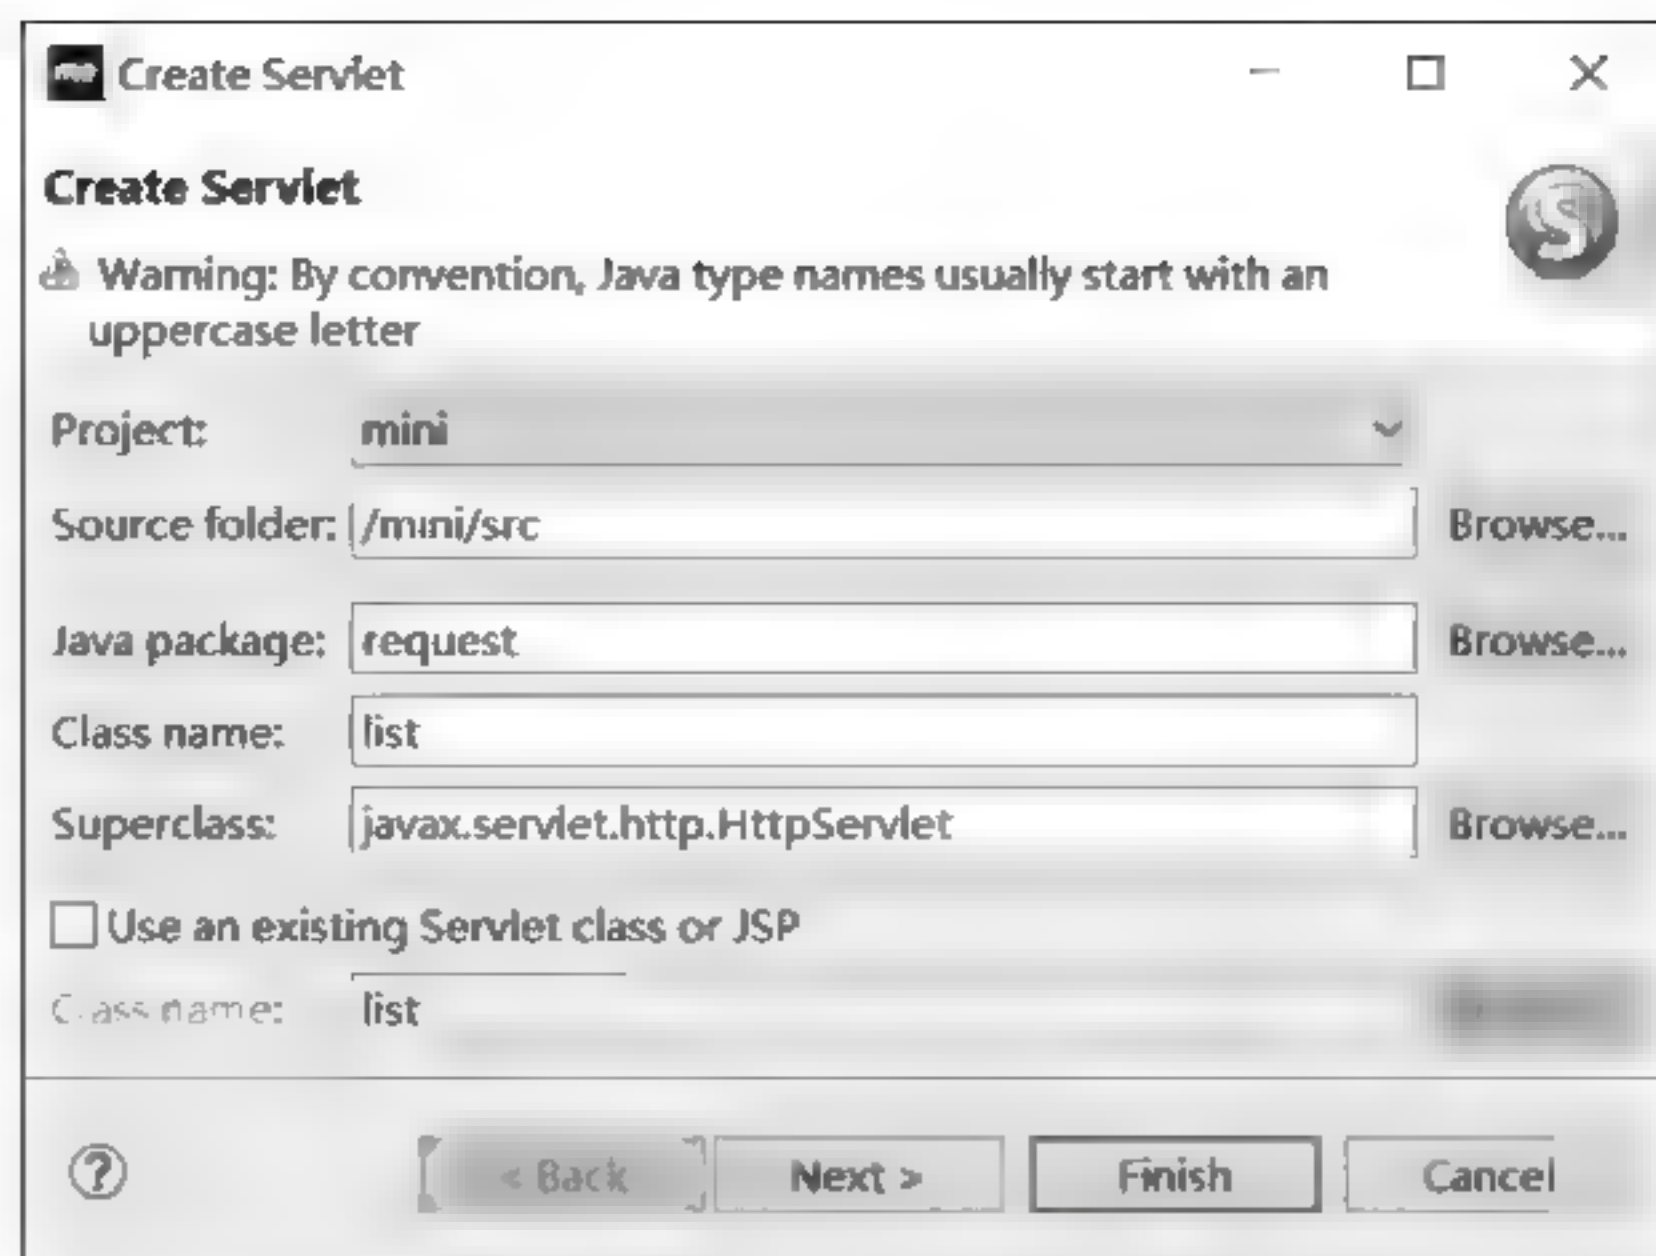 Create Servlet
Create Servlet
Warning: By convention, Java type names usually start with an
uppercase letter
Project: mini
Source folder: /mini/src Browse...
Java package: request Browse...
Class name: list
Superclass: javax.servlet.http.HttpServlet Browse...
Use an existing Servlet class or JSP
Class name: list
? < Back Next > Finish Cancel